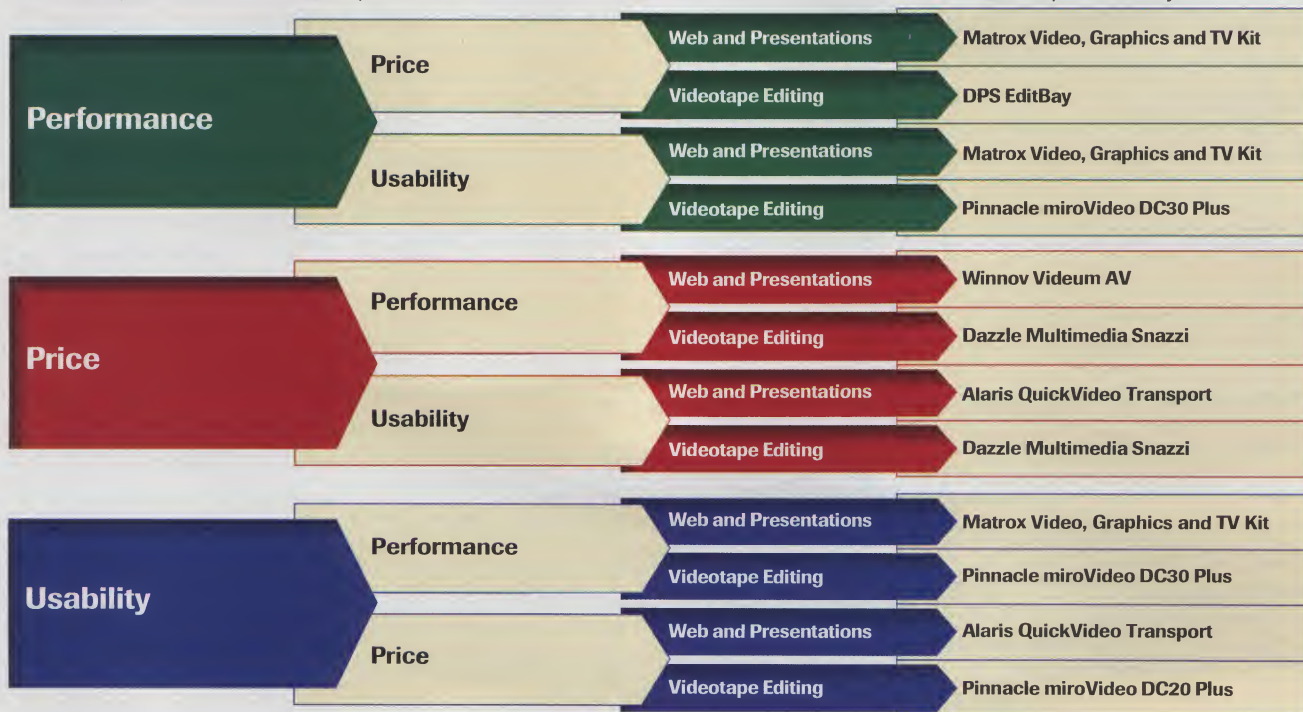 Performance
Price
Web and Presentations
Matrox Video, Graphics and TV Kit
Videotape Editing
DPS EditBay
Usability
Web and Presentations
Matrox Video, Graphics and TV Kit
Videotape Editing
Pinnacle miroVideo DC30 Plus
Price
Performance
Web and Presentations
Winnov Videum AV
Videotape Editing
Dazzle Multimedia Snazzi
Usability
Web and Presentations
Alaris QuickVideo Transport
Videotape Editing
Dazzle Multimedia Snazzi
Usability
Performance
Web and Presentations
Matrox Video, Graphics and TV Kit
Videotape Editing
Pinnacle miroVideo DC30 Plus
Price
Web and Presentations
Alaris QuickVideo Transport
Videotape Editing
Pinnacle miroVideo DC20 Plus